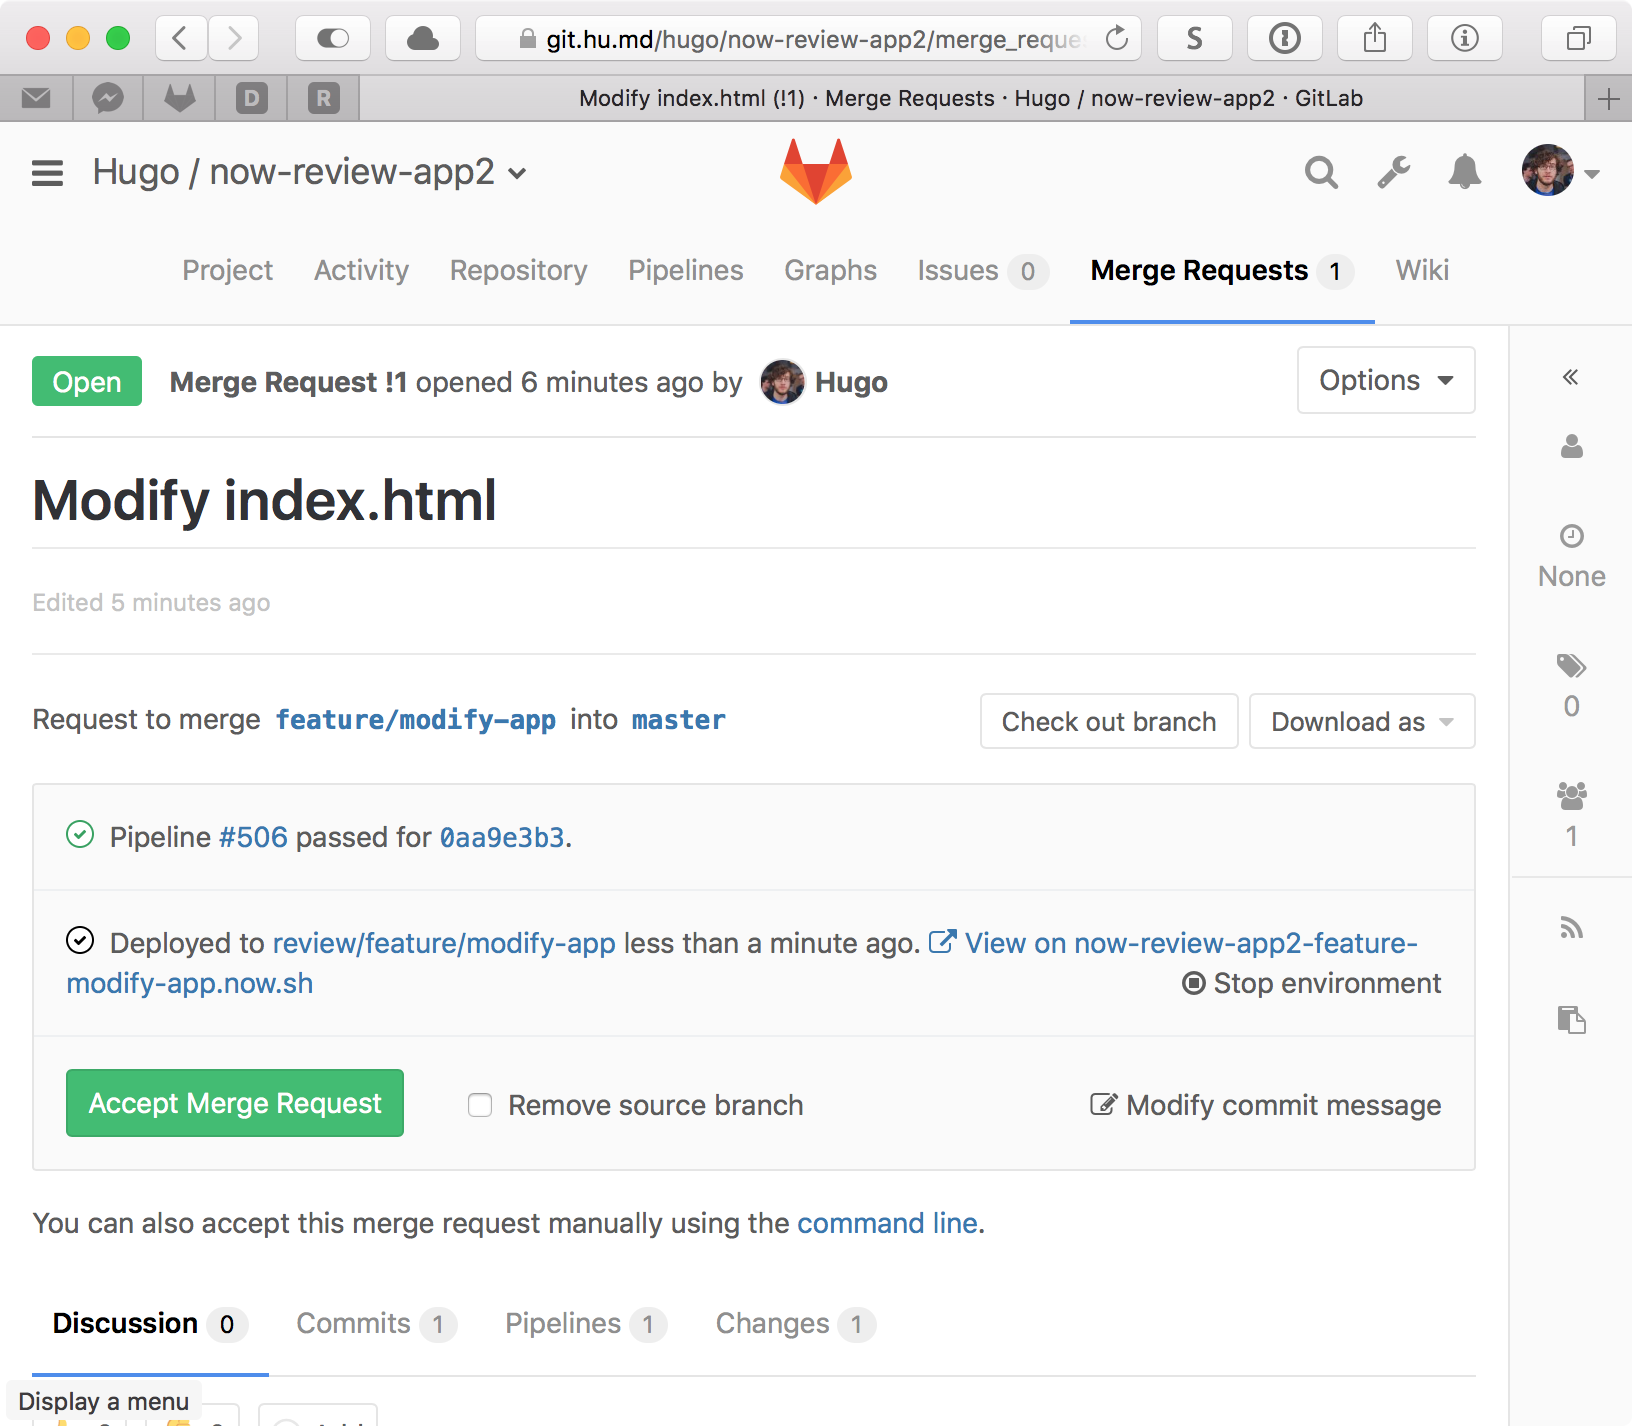 git.hu.md/hugo/now-review-app2/merge_reque
S
D
R
Modify index.html (!1) · Merge Requests · Hugo / now-review-app2 · GitLab
Hugo / now-review-app2
Project Activity Repository Pipelines Graphs Issues 0 Merge Requests 1 Wiki
Open Merge Request !1 opened 6 minutes ago by Hugo Options
Modify index.html
None
Edited 5 minutes ago
0
Request to merge feature/modify-app into master Check out branch Download as
1
Pipeline #506 passed for 0aa9e3b3.
Deployed to review/feature/modify-app less than a minute ago. View on now-review-app2-feature-
modify-app.now.sh Stop environment
Accept Merge Request Remove source branch Modify commit message
You can also accept this merge request manually using the command line.
Discussion 0 Commits 1 Pipelines 1 Changes 1
Display a menu